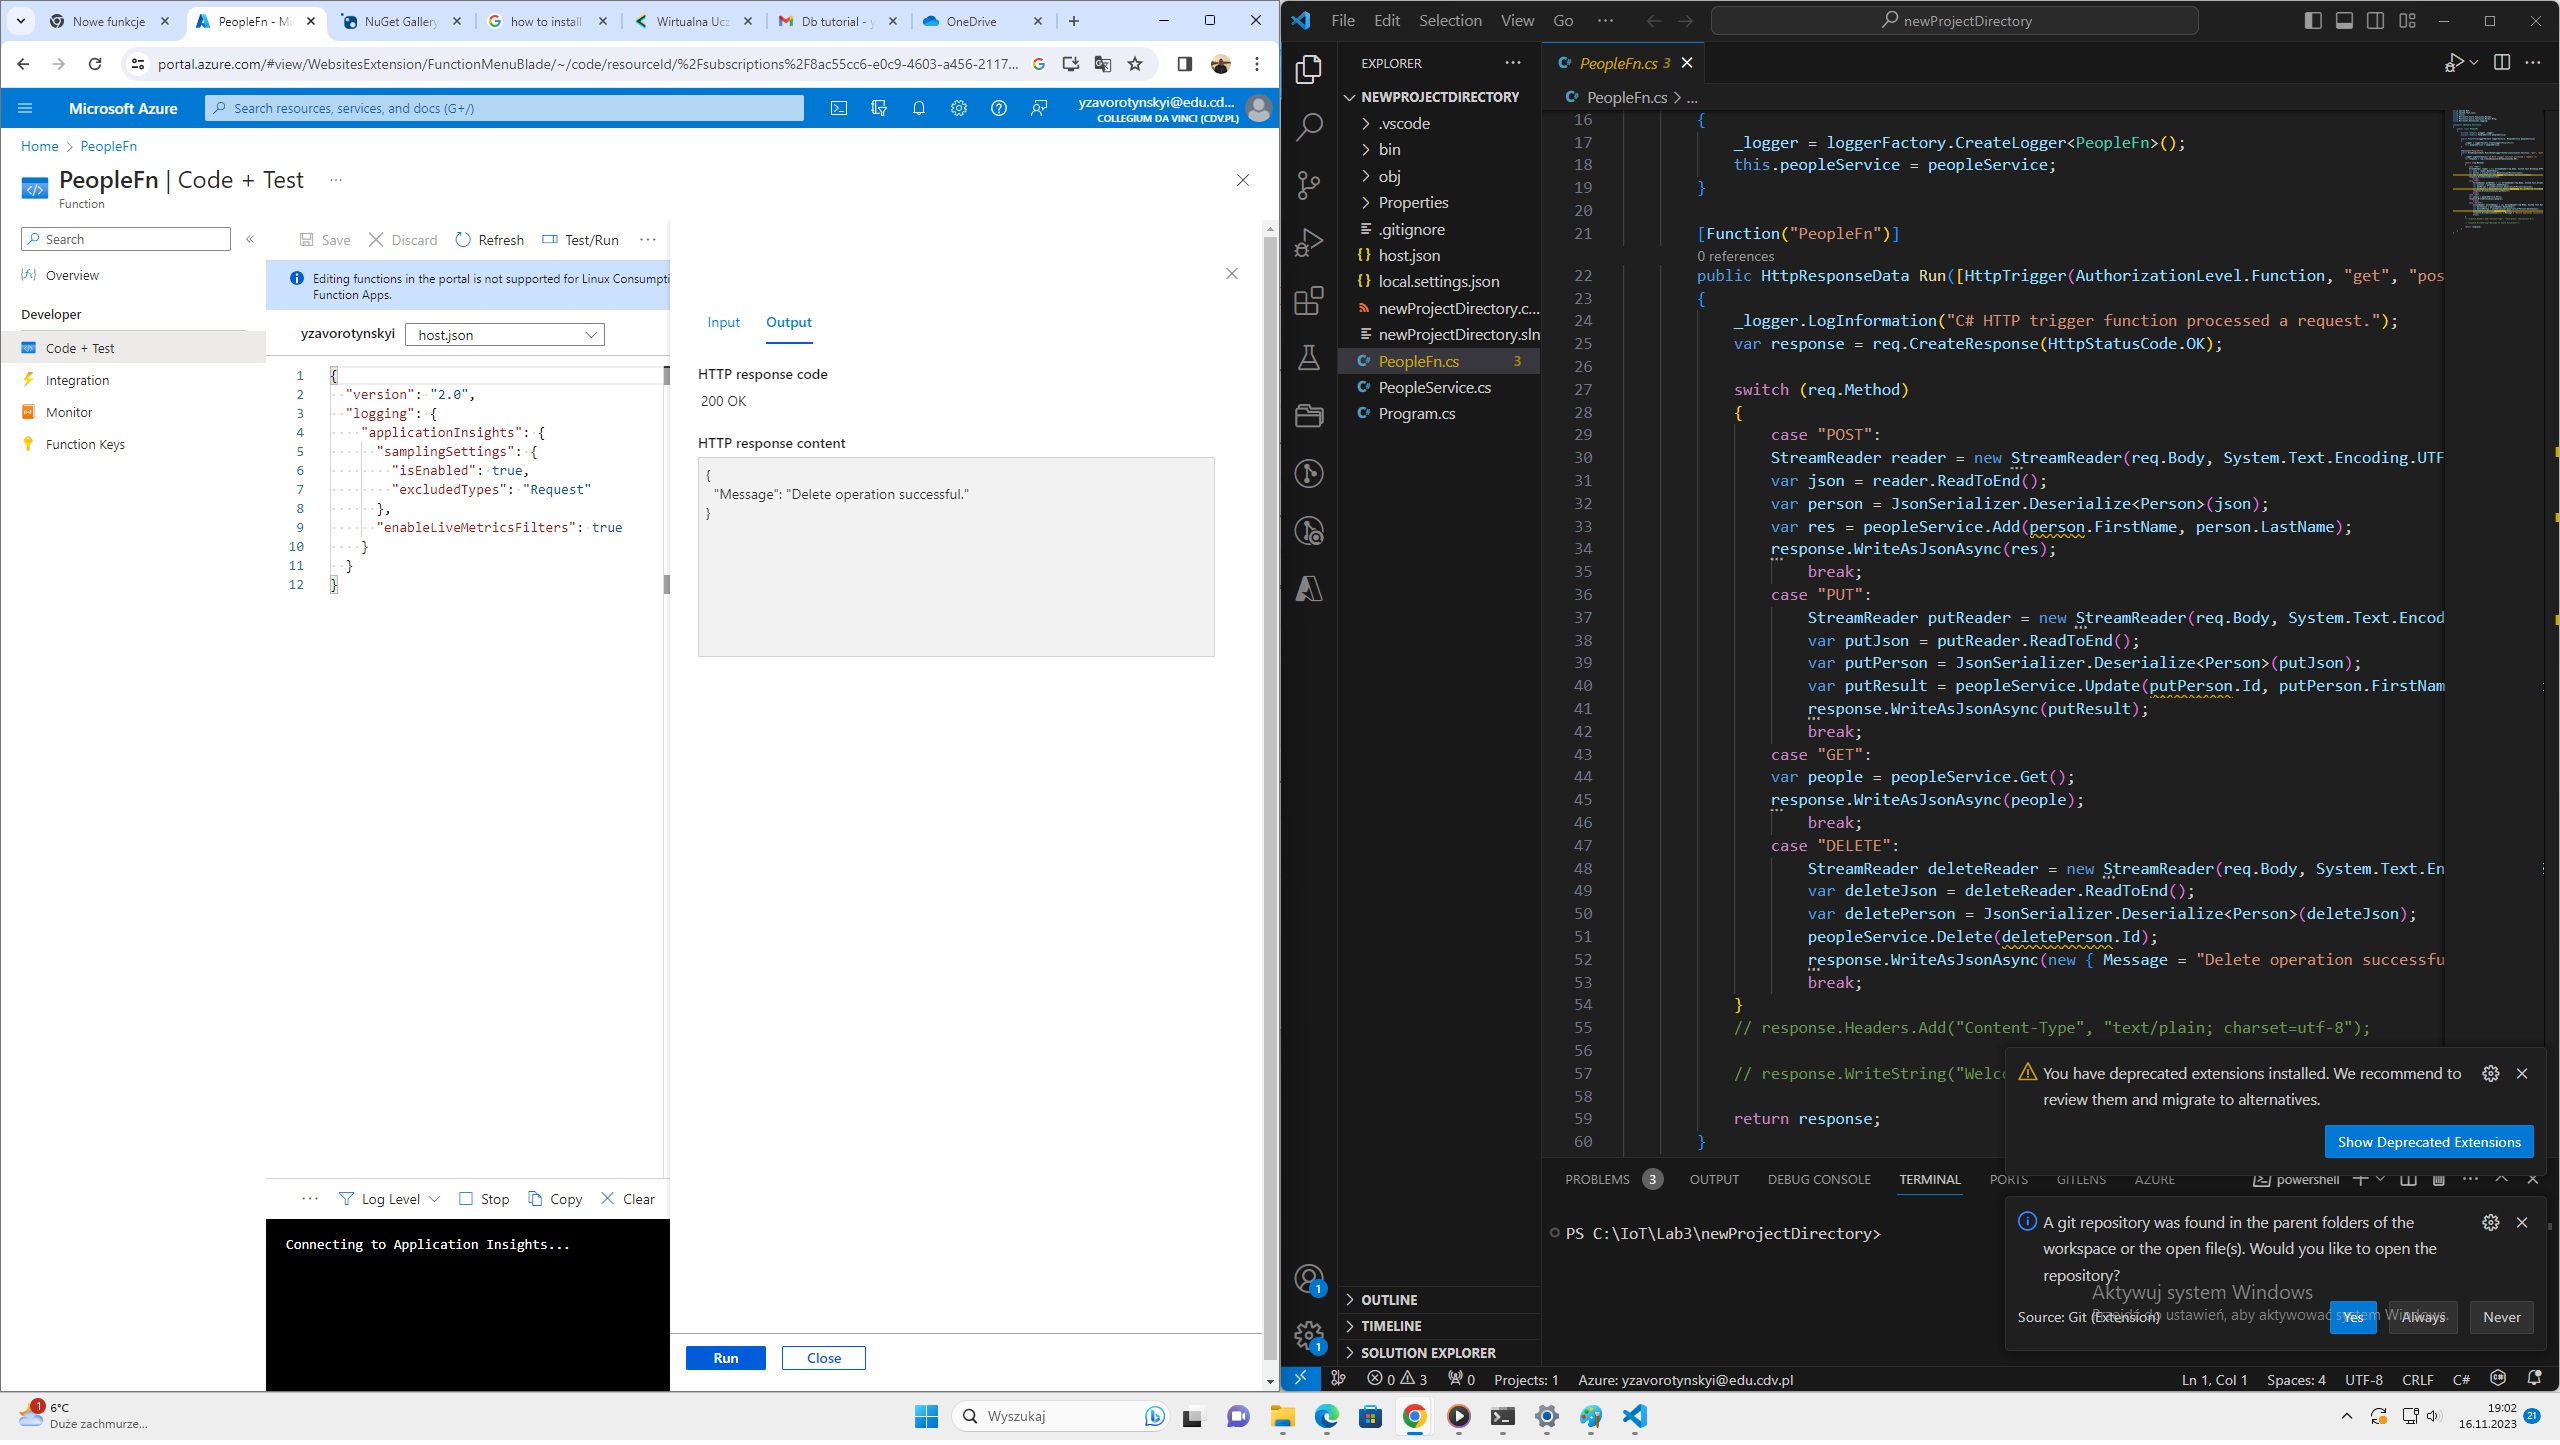 Nowe funkcje
PeopleFn - Mi
NuGet Gallery
how to install
Wirtualna Ucz
Db tutorial - y
OneDrive
portal.azure.com/#view/WebsitesExtension/FunctionMenuBlade/~/code/resourceId/%2Fsubscriptions%2F8ac55cc6-e0c9-4603-a456-2117...
Microsoft Azure
Search resources, services, and docs (G+/)
yzavorotynskyi@edu.cd...
COLLEGIUM DA VINCI (CDV.PL)
Home > PeopleFn
PeopleFn | Code + Test ...
Function
Search
Overview
Developer
Code + Test
Integration
Monitor
Function Keys
Save Discard Refresh Test/Run ...
Editing functions in the portal is not supported for Linux Consumpti
Function Apps.
yzavorotynskyi host.json
1 {
2 "version": "2.0",
3 "logging": {
4 "applicationInsights": {
5 "samplingSettings": {
6 "isEnabled": true,
7 "excludedTypes": "Request"
8 },
9 "enableLiveMetricsFilters": true
10 }
11 }
12 }
... Log Level Stop Copy Clear
Connecting to Application Insights...
Input Output
HTTP response code
200 OK
HTTP response content
{
"Message": "Delete operation successful."
}
Run Close
File Edit Selection View Go ...
newProjectDirectory
EXPLORER ...
NEWPROJECTDIRECTORY
.vscode
bin
obj
Properties
.gitignore
host.json
local.settings.json
newProjectDirectory.c...
newProjectDirectory.sln
PeopleFn.cs 3
PeopleService.cs
Program.cs
OUTLINE
TIMELINE
SOLUTION EXPLORER
PeopleFn.cs 3
PeopleFn.cs > ...
16 {
17 _logger = loggerFactory.CreateLogger<PeopleFn>();
18 this.peopleService = peopleService;
19 }
20
21 [Function("PeopleFn")]
0 references
22 public HttpResponseData Run([HttpTrigger(AuthorizationLevel.Function, "get", "pos
23 {
24 _logger.LogInformation("C# HTTP trigger function processed a request.");
25 var response = req.CreateResponse(HttpStatusCode.OK);
26
27 switch (req.Method)
28 {
29 case "POST":
30 StreamReader reader = new StreamReader(req.Body, System.Text.Encoding.UTF
31 var json = reader.ReadToEnd();
32 var person = JsonSerializer.Deserialize<Person>(json);
33 var res = peopleService.Add(person.FirstName, person.LastName);
34 response.WriteAsJsonAsync(res);
35 break;
36 case "PUT":
37 StreamReader putReader = new StreamReader(req.Body, System.Text.Encod
38 var putJson = putReader.ReadToEnd();
39 var putPerson = JsonSerializer.Deserialize<Person>(putJson);
40 var putResult = peopleService.Update(putPerson.Id, putPerson.FirstNam
41 response.WriteAsJsonAsync(putResult);
42 break;
43 case "GET":
44 var people = peopleService.Get();
45 response.WriteAsJsonAsync(people);
46 break;
47 case "DELETE":
48 StreamReader deleteReader = new StreamReader(req.Body, System.Text.En
49 var deleteJson = deleteReader.ReadToEnd();
50 var deletePerson = JsonSerializer.Deserialize<Person>(deleteJson);
51 peopleService.Delete(deletePerson.Id);
52 response.WriteAsJsonAsync(new { Message = "Delete operation successfu
53 break;
54 }
55 // response.Headers.Add("Content-Type", "text/plain; charset=utf-8");
56
57 // response.WriteString("Welc
58
59 return response;
60 }
You have deprecated extensions installed. We recommend to
review them and migrate to alternatives.
Show Deprecated Extensions
PROBLEMS 3 OUTPUT DEBUG CONSOLE TERMINAL PORTS GITLENS AZURE
powershell
PS C:\IoT\Lab3\newProjectDirectory>
A git repository was found in the parent folders of the
workspace or the open file(s). Would you like to open the
repository?
Source: Git (Extension) Yes Always Never
Aktywuj system Windows
Przejdź do ustawień, aby aktywować system Windows.
0 3 0 Projects: 1 Azure: yzavorotynskyi@edu.cdv.pl
Ln 1, Col 1 Spaces: 4 UTF-8 CRLF C#
1
1
1
6°C
Duże zachmurze...
Wyszukaj
19:02
16.11.2023
21